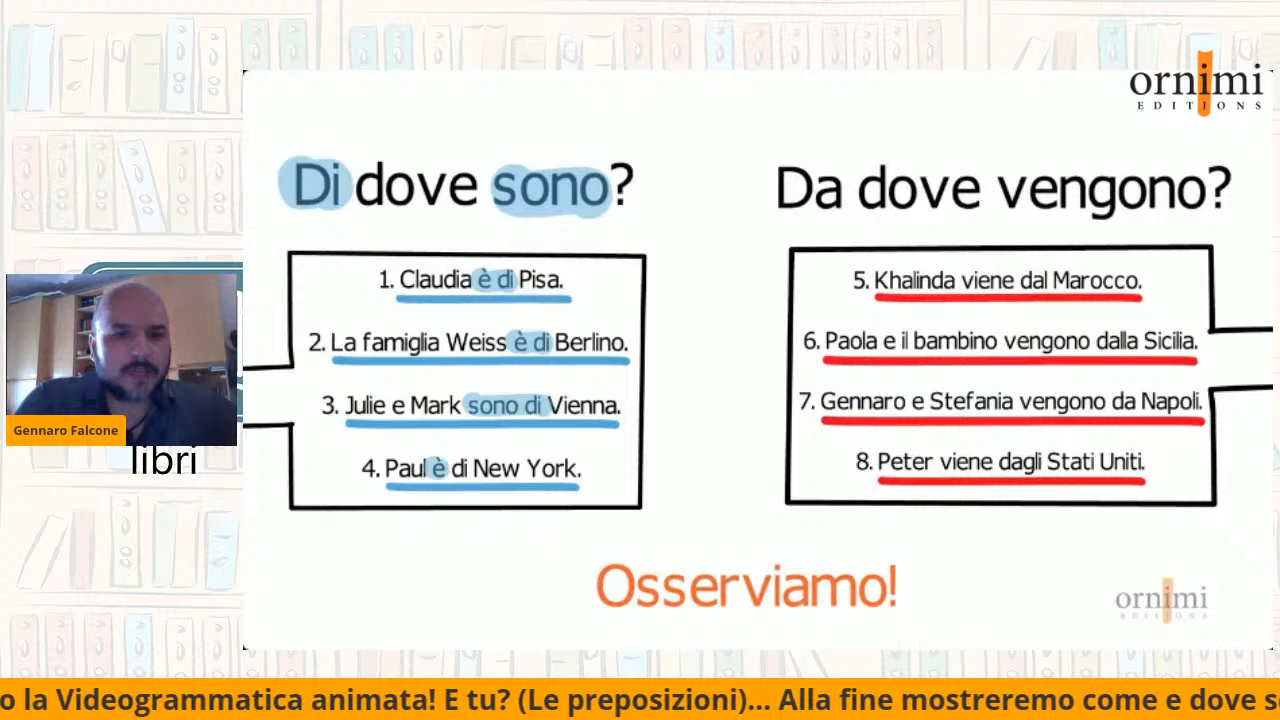 ornimi
EDITIONS
Di dove sono?
Da dove vengono?
1. Claudia è di Pisa.
2. La famiglia Weiss è di Berlino.
3. Julie e Mark sono di Vienna.
4. Paul è di New York.
5. Khalinda viene dal Marocco.
6. Paola e il bambino vengono dalla Sicilia.
7. Gennaro e Stefania vengono da Napoli.
8. Peter viene dagli Stati Uniti.
Gennaro Falcone
libri
Osserviamo!
ornimi
EDITIONS
o la Videogrammatica animata! E tu? (Le preposizioni)... Alla fine mostreremo come e dove s